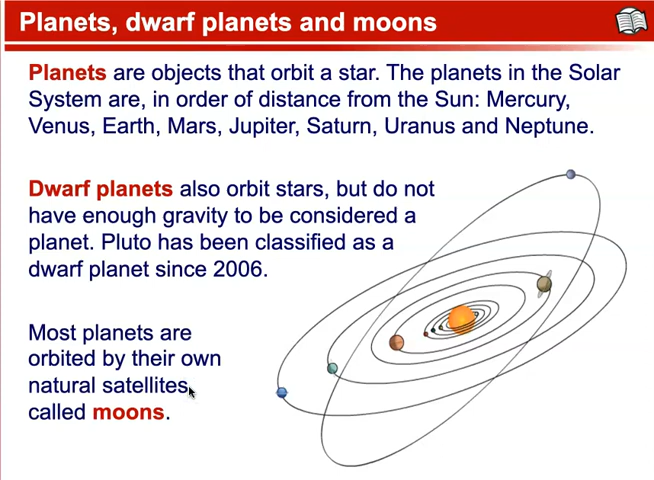 Planets, dwarf planets and moons
Planets are objects that orbit a star. The planets in the Solar
System are, in order of distance from the Sun: Mercury,
Venus, Earth, Mars, Jupiter, Saturn, Uranus and Neptune.
Dwarf planets also orbit stars, but do not
have enough gravity to be considered a
planet. Pluto has been classified as a
dwarf planet since 2006.
Most planets are
orbited by their own
natural satellites,
called moons.